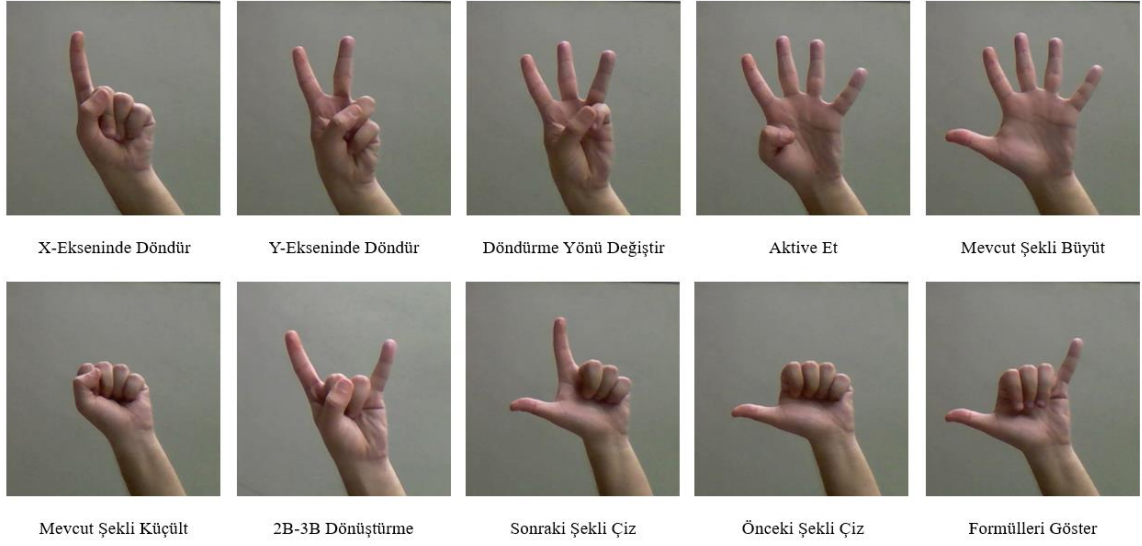 X-Ekseninde Döndür
Y-Ekseninde Döndür
Döndürme Yönü Değiştir
Aktive Et
Mevcut Şekli Büyüt
Mevcut Şekli Küçült
2B-3B Dönüştürme
Sonraki Şekli Çiz
Önceki Şekli Çiz
Formülleri Göster